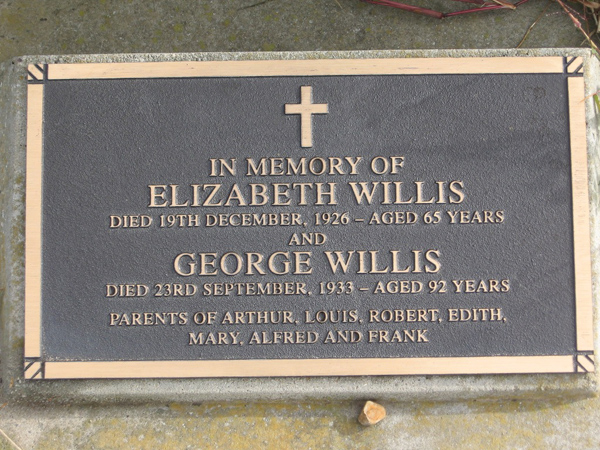 IN MEMORY OF
ELIZABETH WILLIS
DIED 19TH DECEMBER, 1926 – AGED 65 YEARS
AND
GEORGE WILLIS
DIED 23RD SEPTEMBER, 1933 – AGED 92 YEARS
PARENTS OF ARTHUR, LOUIS, ROBERT, EDITH,
MARY, ALFRED AND FRANK